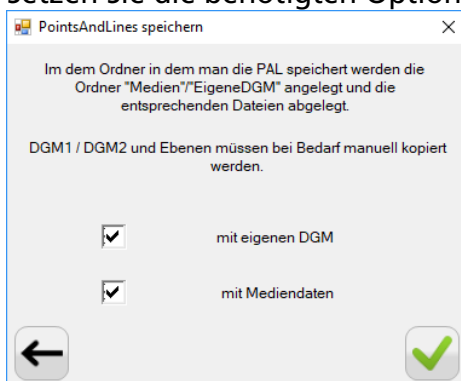 setzen sie die benötigten Option
PointsAndLines speichern
Im dem Ordner in dem man die PAL speichert werden die
Ordner "Medien"/"EigeneDGM" angelegt und die
entsprechenden Dateien abgelegt.
DGM1 / DGM2 und Ebenen müssen bei Bedarf manuell kopiert
werden.
mit eigenen DGM
mit Mediendaten